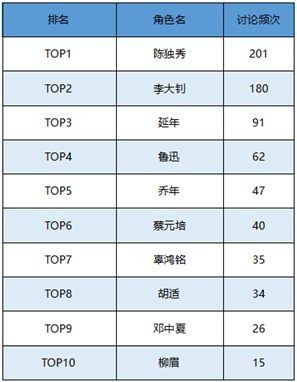 排名 角色名 讨论频次
TOP1 陈独秀 201
TOP2 李大钊 180
TOP3 延年 91
TOP4 鲁迅 62
TOP5 乔年 47
TOP6 蔡元培 40
TOP7 辜鸿铭 35
TOP8 胡适 34
TOP9 邓中夏 26
TOP10 柳眉 15